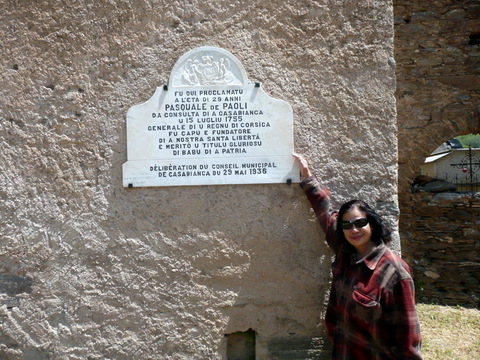 FU QUI PROCLAMATU
A L'ETA DI 29 ANNI
PASQUALE DE PAOLI
DA CONSULTA DI A CASABIANCA
U 15 LUGLIU 1755
GENERALE DI U REGNU DI CORSICA
FU CAPU E FUNDATORE
DI A NOSTRA SANTA LIBERTÀ
E MERITÒ U TITULU GLURIOSU
DI BABU DI A PATRIA
DÉLIBÉRATION DU CONSEIL MUNICIPAL
DE CASABIANCA DU 29 MAI 1936